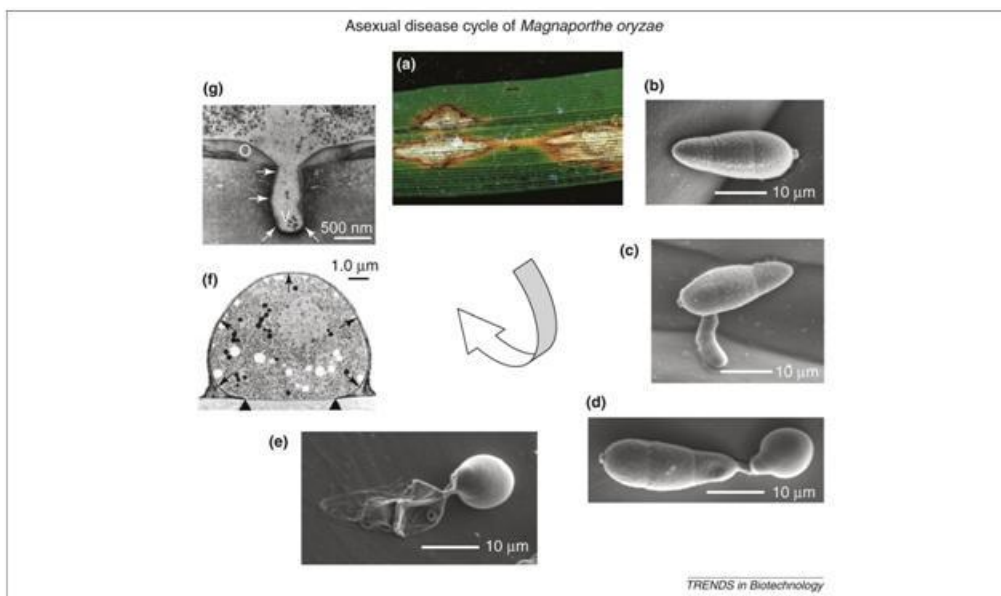 Asexual disease cycle of Magnaporthe oryzae
(a)
(g)
(b)
O
10 μm
500 nm
(c)
(f)
1.0 μm
10 μm
(d)
(e)
10 μm
10 μm
TRENDS in Biotechnology